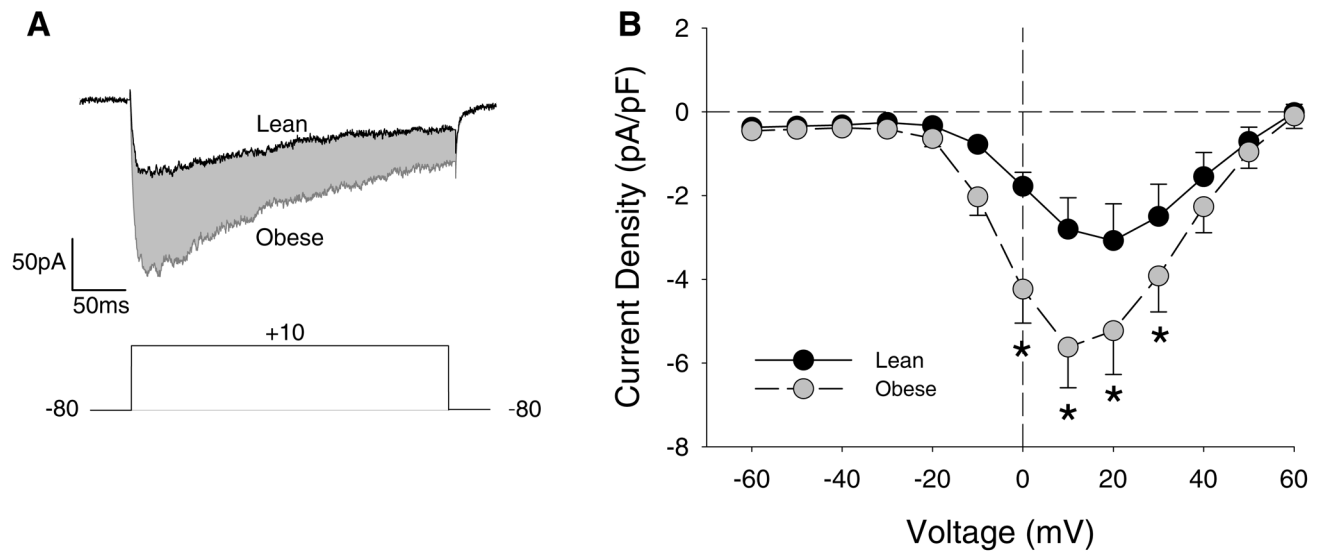 A
Lean
Obese
50pA
50ms
+10
-80
-80
B
Current Density (pA/pF)
2
0
-2
-4
-6
-8
*
*
*
*
Lean
Obese
-60
-40
-20
0
20
40
60
Voltage (mV)